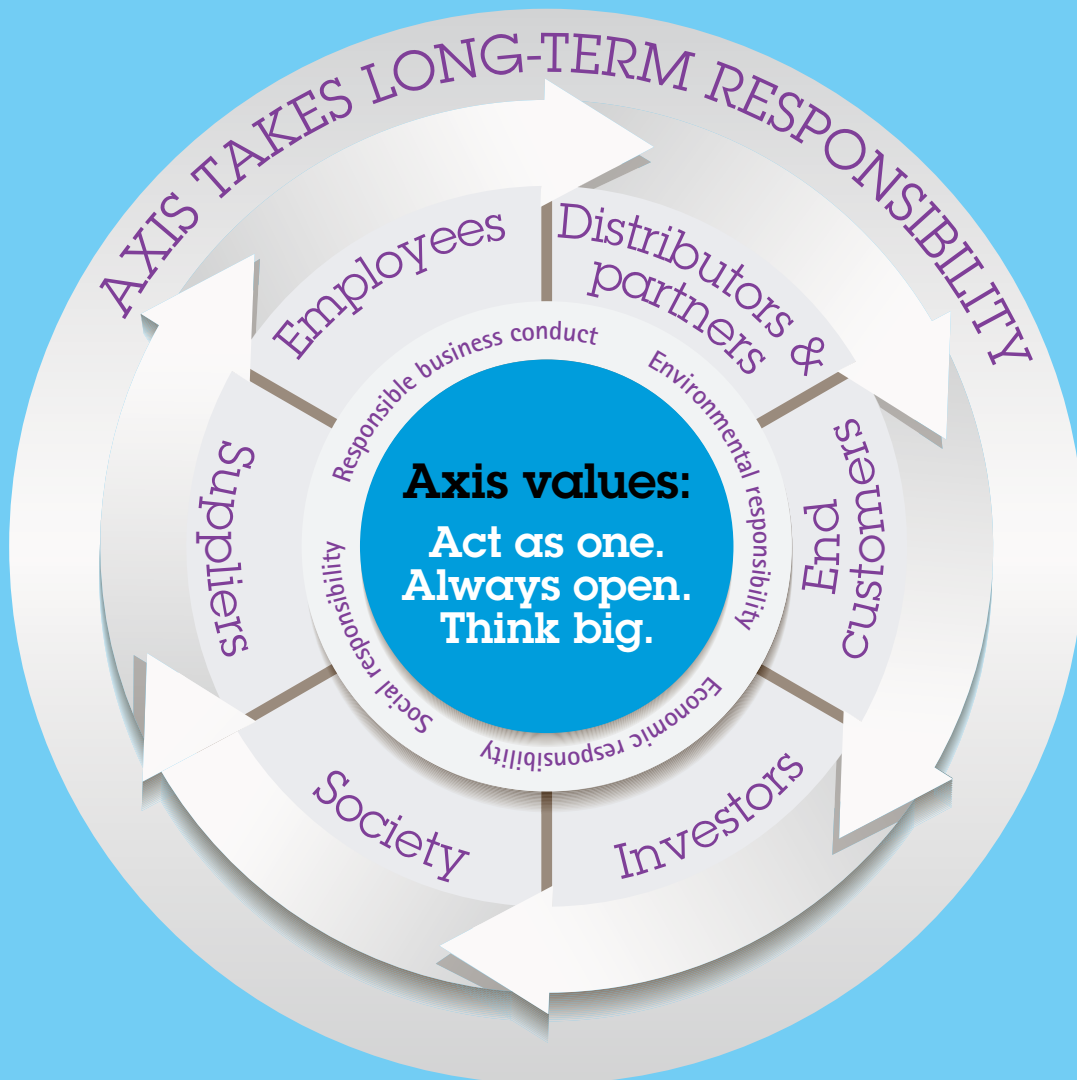 AXIS TAKES LONG-TERM RESPONSIBILITY
Employees
Distributors &
partners
End
customers
Investors
Society
Suppliers
Responsible business conduct
Environmental responsibility
Economic responsibility
Social responsibility
Axis values:
Act as one.
Always open.
Think big.